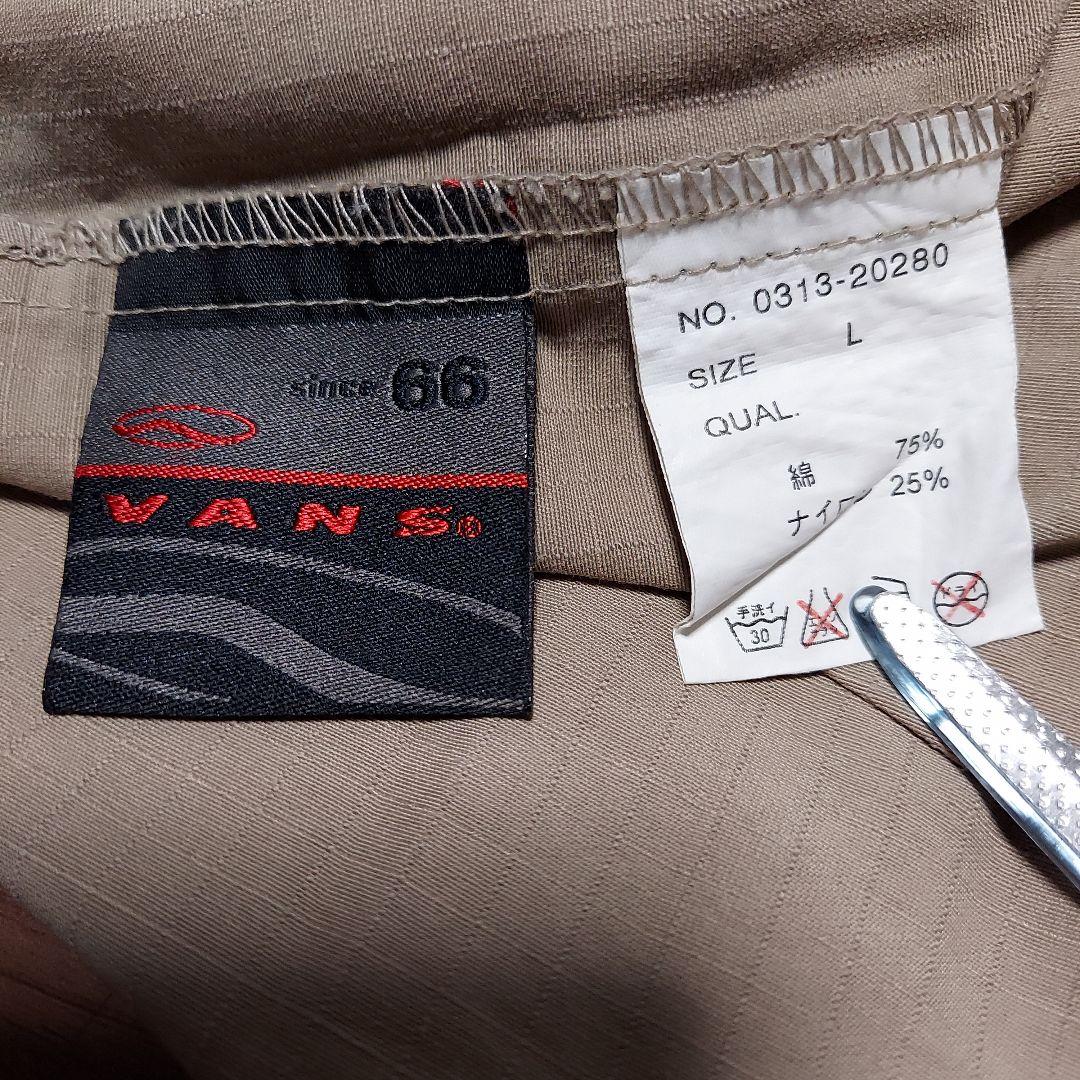 since 66
VANS®
NO. 0313-20280
SIZE L
QUAL.
綿 75%
25%
手洗イ
30